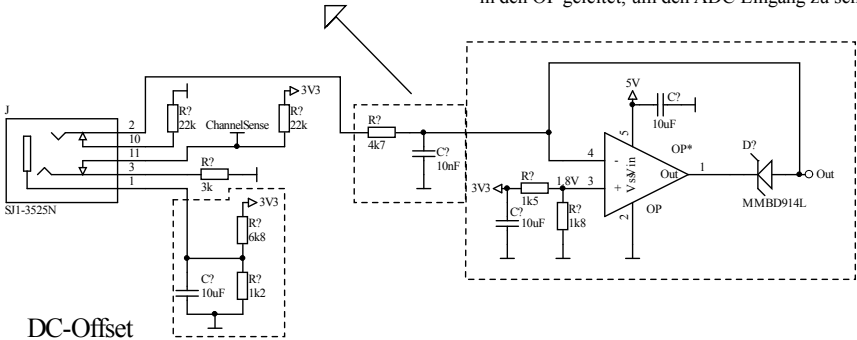 in den OP geleitet, um den ADC Eingang zu sch
J
2
10
11
3
1
SJ1-3525N
R?
22k
ChannelSense
3V3
R?
22k
R?
3k
3V3
R?
6k8
C?
10uF
R?
1k2
DC-Offset
R?
4k7
C?
10nF
5V
C?
10uF
5
OP*
4
-
Vin
Vss
Out
1
D?
Out
MMBD914L
3V3
R?
1k5
1,8V
3
+
C?
10uF
R?
1k8
2
OP